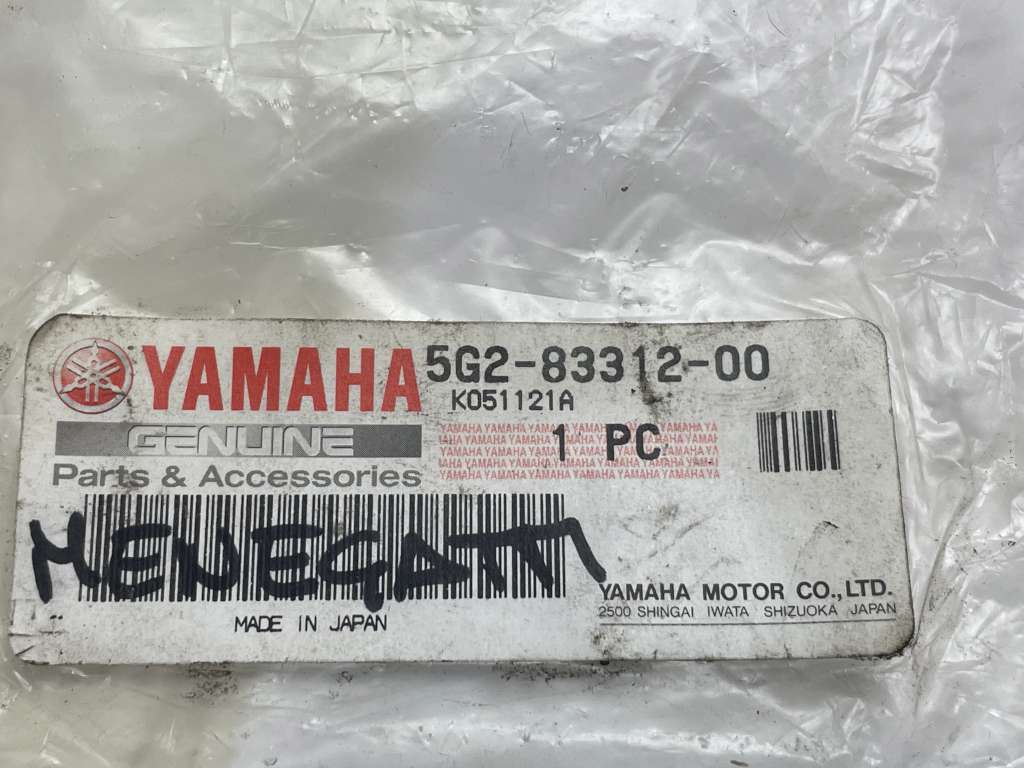 YAMAHA 5G2-83312-00
K051121A
GENUINE
1 PC
Parts & Accessories
YAMAHA YAMAHA YAMAHA YAMAHA YAMAHA YAMAHA YA
MENEGATTI
YAMAHA MOTOR CO., LTD.
2500 SHINGAI IWATA SHIZUOKA JAPAN
MADE IN JAPAN